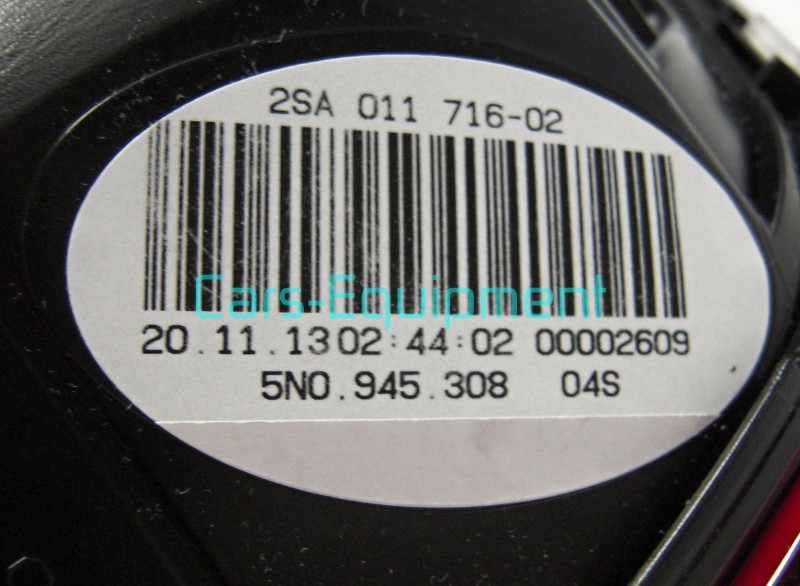 2SA 011 716-02
Cars-Equipment
20.11.13 02:44:02 00002609
5N0.945.308 04S